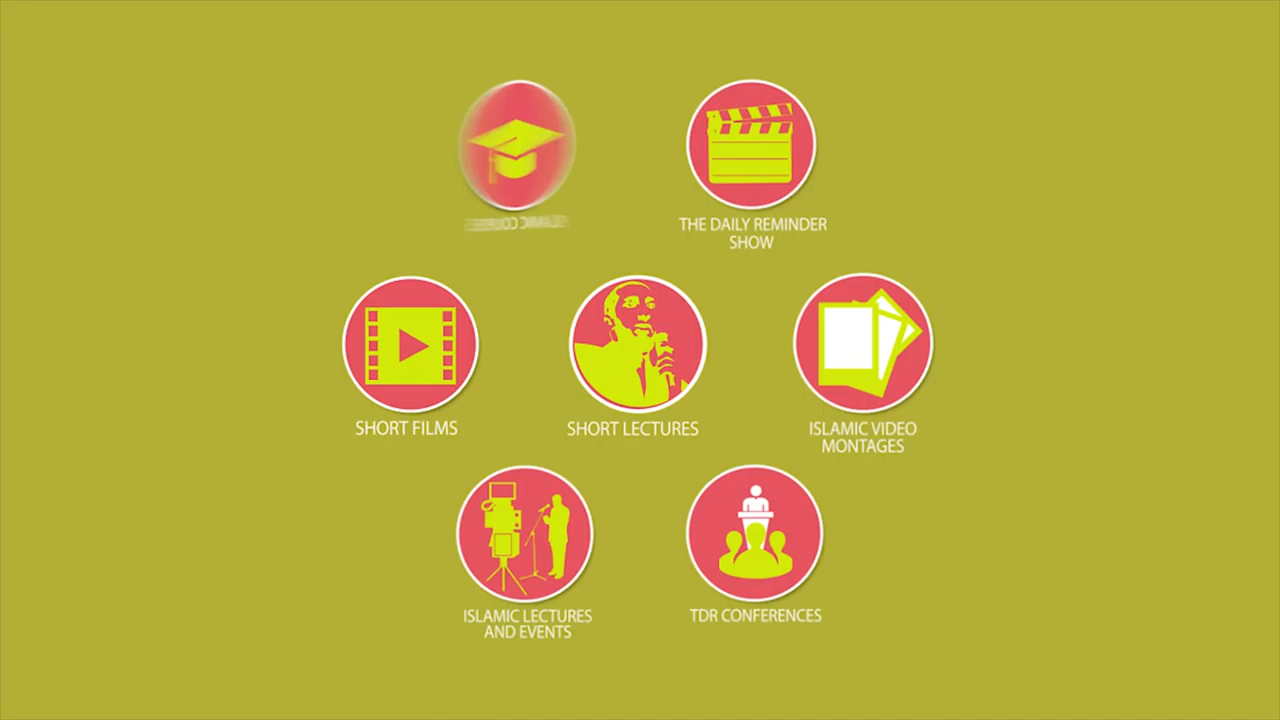 THE DAILY REMINDER
SHOW
SHORT FILMS
SHORT LECTURES
ISLAMIC VIDEO
MONTAGES
ISLAMIC LECTURES
AND EVENTS
TDR CONFERENCES